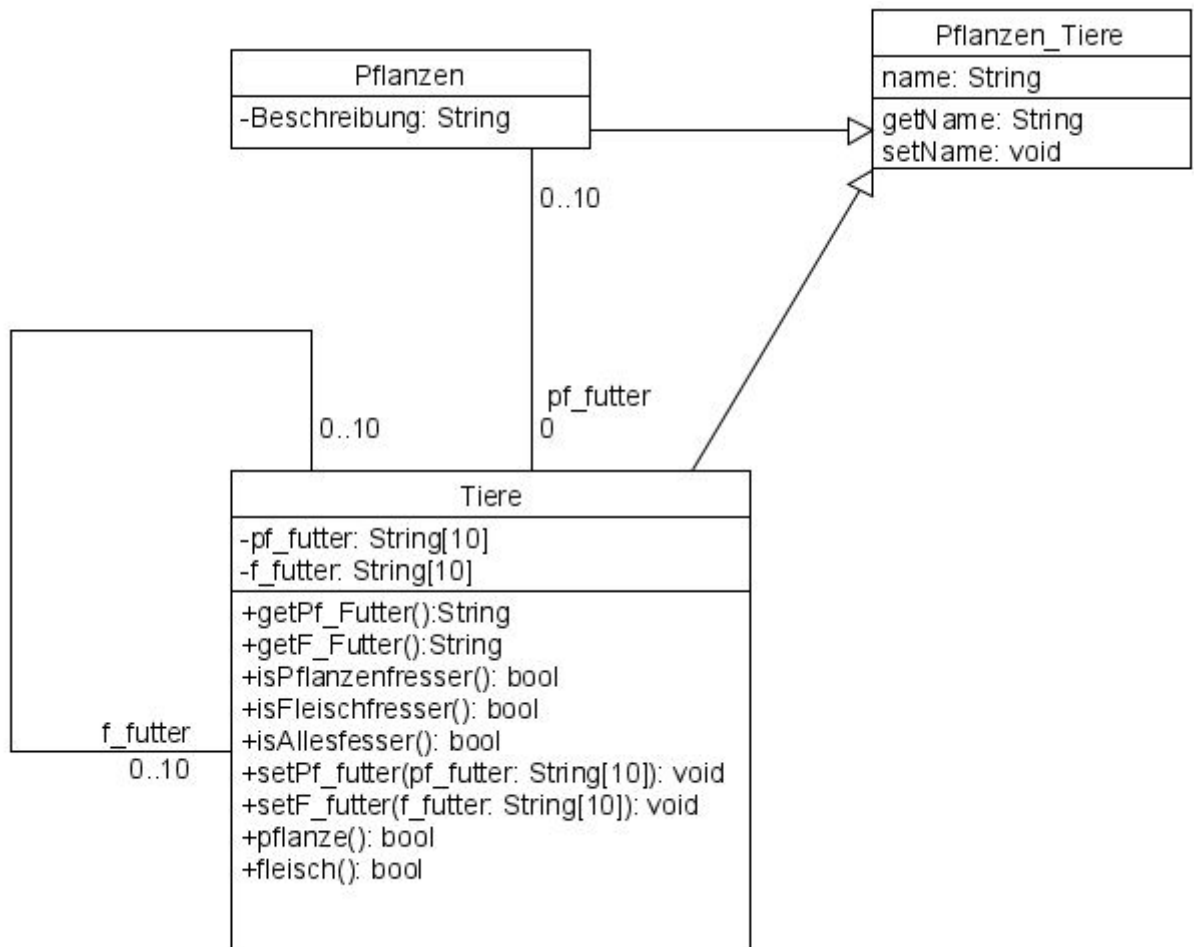 Pflanzen_Tiere
name: String
getName: String
setName: void
Pflanzen
-Beschreibung: String
0..10
pf_futter
0
0..10
Tiere
-pf_futter: String[10]
-f_futter: String[10]
+getPf_Futter():String
+getF_Futter():String
+isPflanzenfresser(): bool
+isFleischfresser(): bool
+isAllesfesser(): bool
+setPf_futter(pf_futter: String[10]): void
+setF_futter(f_futter: String[10]): void
+pflanze(): bool
+fleisch(): bool
f_futter
0..10